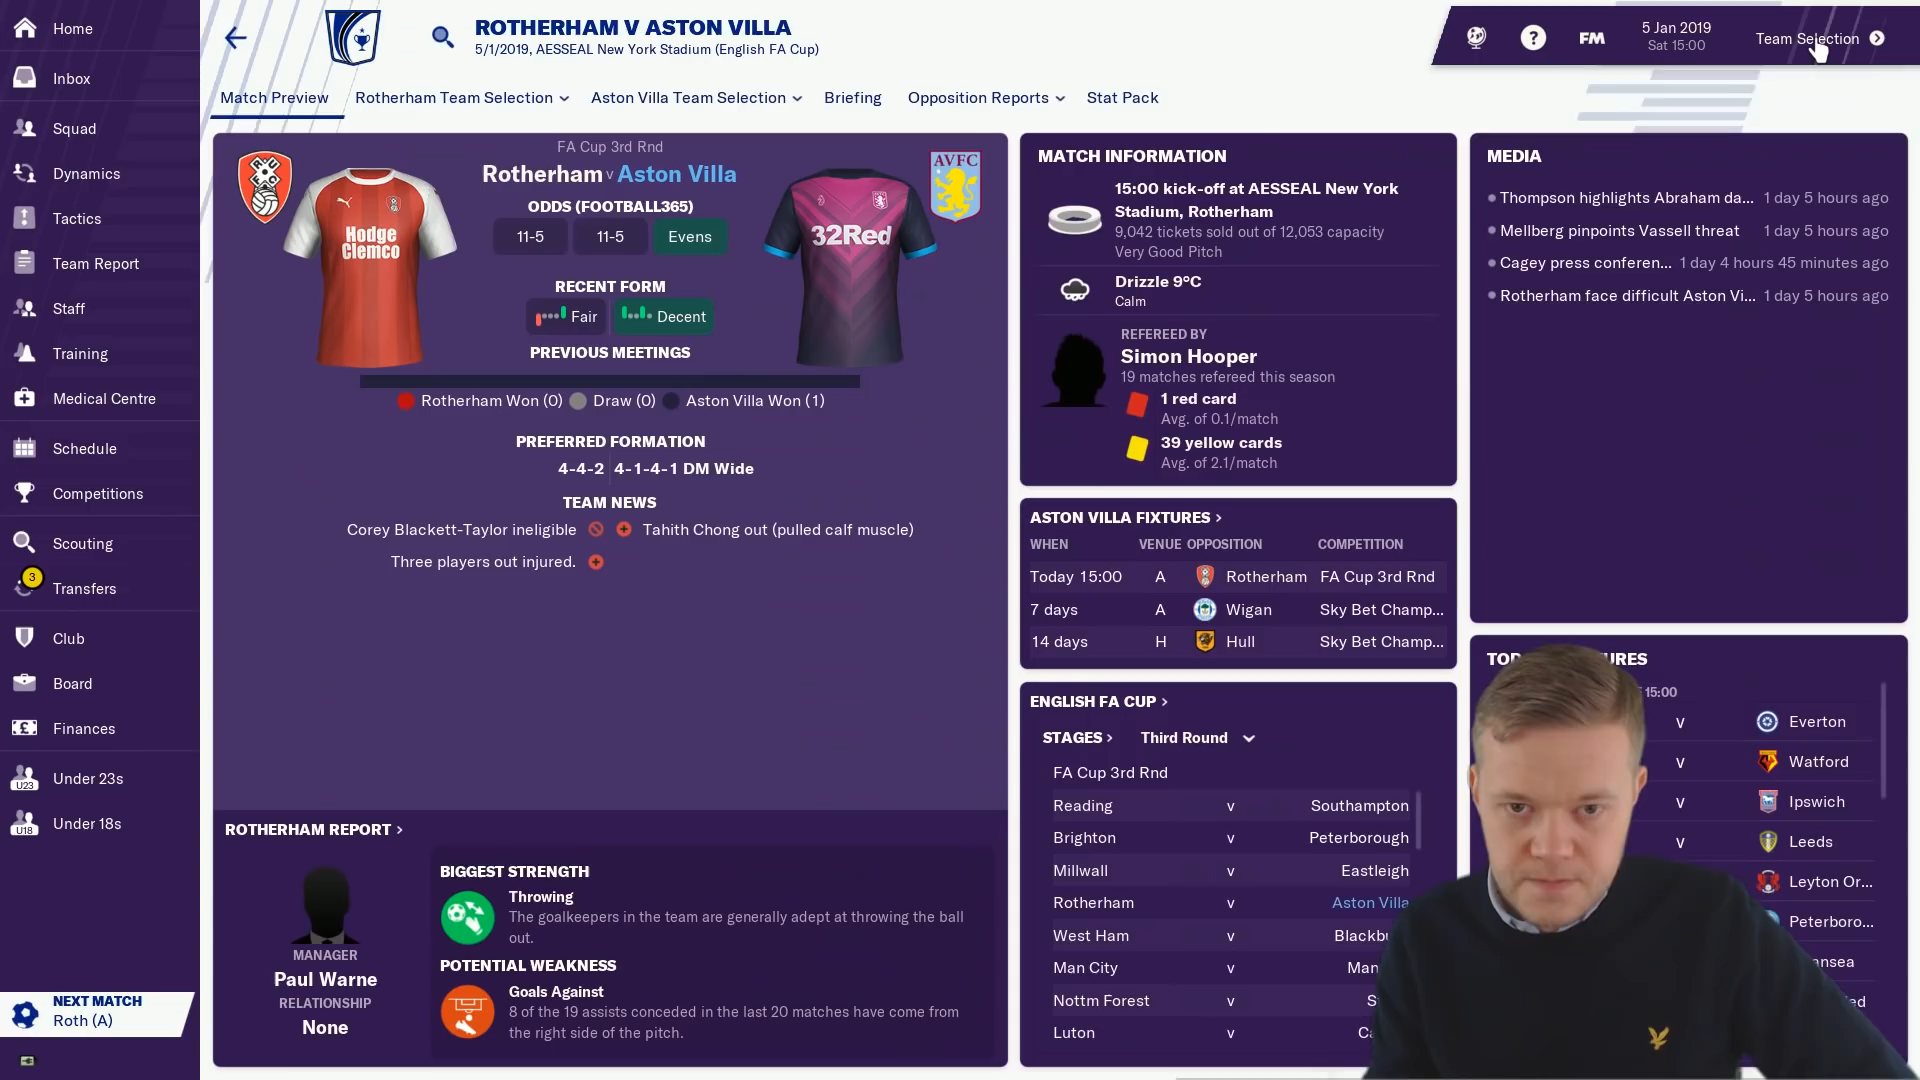 Home
Inbox
Squad
Dynamics
Tactics
Team Report
Staff
Training
Medical Centre
Schedule
Competitions
Scouting
3
Transfers
Club
Board
Finances
U23
Under 23s
U18
Under 18s
NEXT MATCH
Roth (A)
ROTHERHAM V ASTON VILLA
5/1/2019, AESSEAL New York Stadium (English FA Cup)
?
FM
5 Jan 2019
Sat 15:00
Team Selection
Match Preview
Rotherham Team Selection
Aston Villa Team Selection
Briefing
Opposition Reports
Stat Pack
FA Cup 3rd Rnd
Rotherham v Aston Villa
ODDS (FOOTBALL365)
11-5 11-5 Evens
RECENT FORM
Fair Decent
PREVIOUS MEETINGS
Hodge
Clemco
AVFC
32Red
Rotherham Won (0) Draw (0) Aston Villa Won (1)
PREFERRED FORMATION
4-4-2 4-1-4-1 DM Wide
TEAM NEWS
Corey Blackett-Taylor ineligible Tahith Chong out (pulled calf muscle)
Three players out injured.
ROTHERHAM REPORT >
MANAGER
Paul Warne
RELATIONSHIP
None
BIGGEST STRENGTH
Throwing
The goalkeepers in the team are generally adept at throwing the ball
out.
POTENTIAL WEAKNESS
Goals Against
8 of the 19 assists conceded in the last 20 matches have come from
the right side of the pitch.
MATCH INFORMATION
15:00 kick-off at AESSEAL New York
Stadium, Rotherham
9,042 tickets sold out of 12,053 capacity
Very Good Pitch
Drizzle 9°C
Calm
REFEREED BY
Simon Hooper
19 matches refereed this season
1 red card
Avg. of 0.1/match
39 yellow cards
Avg. of 2.1/match
ASTON VILLA FIXTURES >
WHEN VENUE OPPOSITION COMPETITION
Today 15:00 A Rotherham FA Cup 3rd Rnd
7 days A Wigan Sky Bet Champ...
14 days H Hull Sky Bet Champ...
ENGLISH FA CUP >
STAGES > Third Round
FA Cup 3rd Rnd
Reading v Southampton
Brighton v Peterborough
Millwall v Eastleigh
Rotherham v Aston Villa
West Ham v Blackbu
Man City v Man
Nottm Forest v S
Luton v Ca
MEDIA
Thompson highlights Abraham da... 1 day 5 hours ago
Mellberg pinpoints Vassell threat 1 day 5 hours ago
Cagey press conferen... 1 day 4 hours 45 minutes ago
Rotherham face difficult Aston Vi... 1 day 5 hours ago
TOP URES
15:00
v Everton
v Watford
v Ipswich
v Leeds
Leyton Or...
Peterboro...
ansea
ed